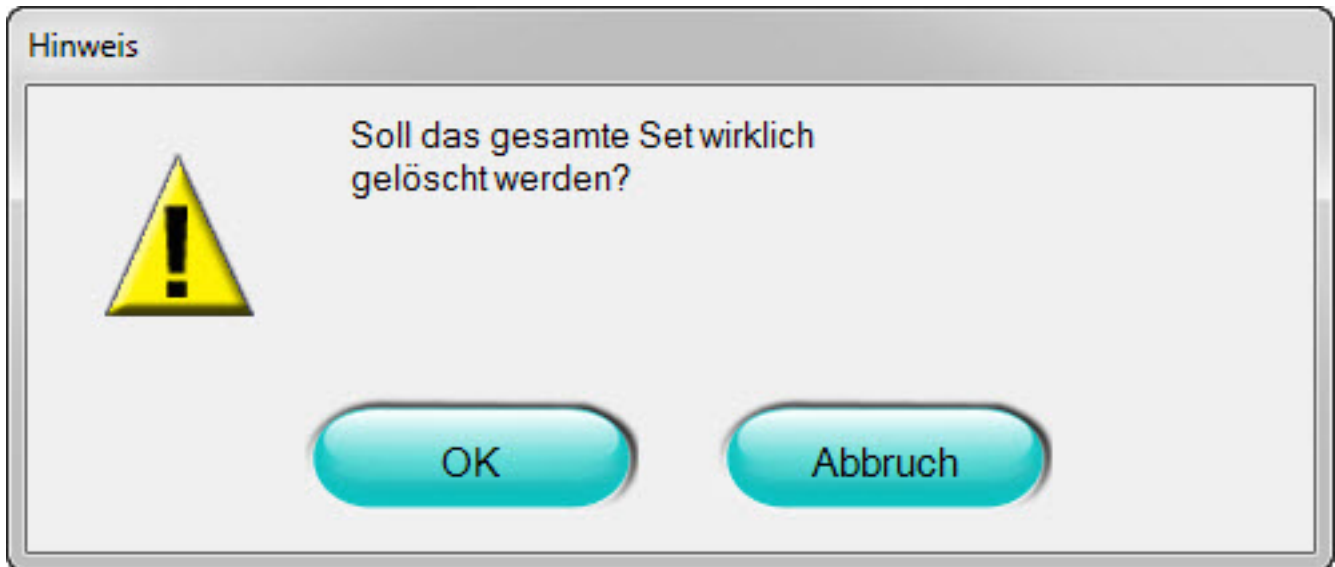 Hinweis
Soll das gesamte Set wirklich
gelöscht werden?
OK
Abbruch